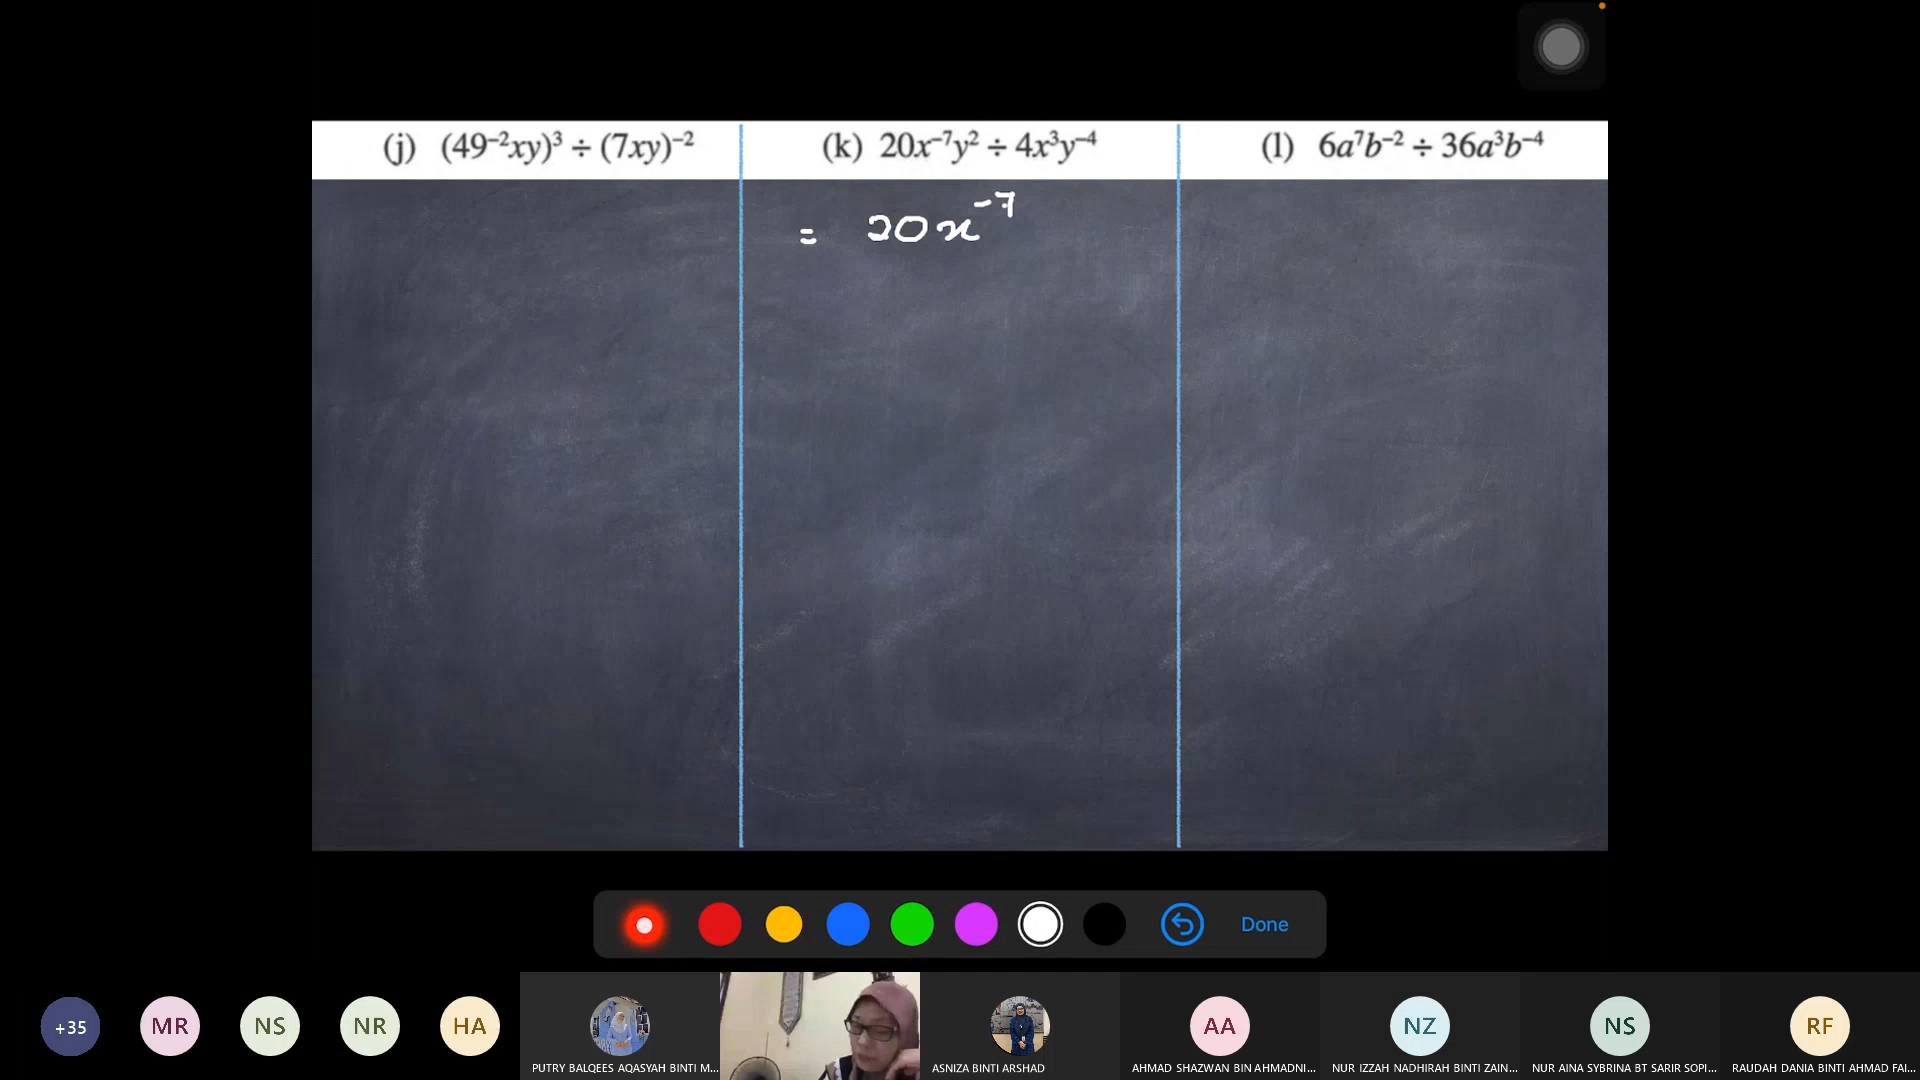 (j) (49⁻²xy)³ ÷ (7xy)⁻²
(k) 20x⁻⁷y² ÷ 4x³y⁻⁴
(l) 6a⁷b⁻² ÷ 36a³b⁻⁴
= 20x⁻⁷
Done
+35
MR
NS
NR
HA
PUTRY BALQEES AQASYAH BINTI M...
ASNIZA BINTI ARSHAD
AA
AHMAD SHAZWAN BIN AHMADNI...
NZ
NUR IZZAH NADHIRAH BINTI ZAIN...
NS
NUR AINA SYBRINA BT SARIR SOPI...
RF
RAUDAH DANIA BINTI AHMAD FAI...